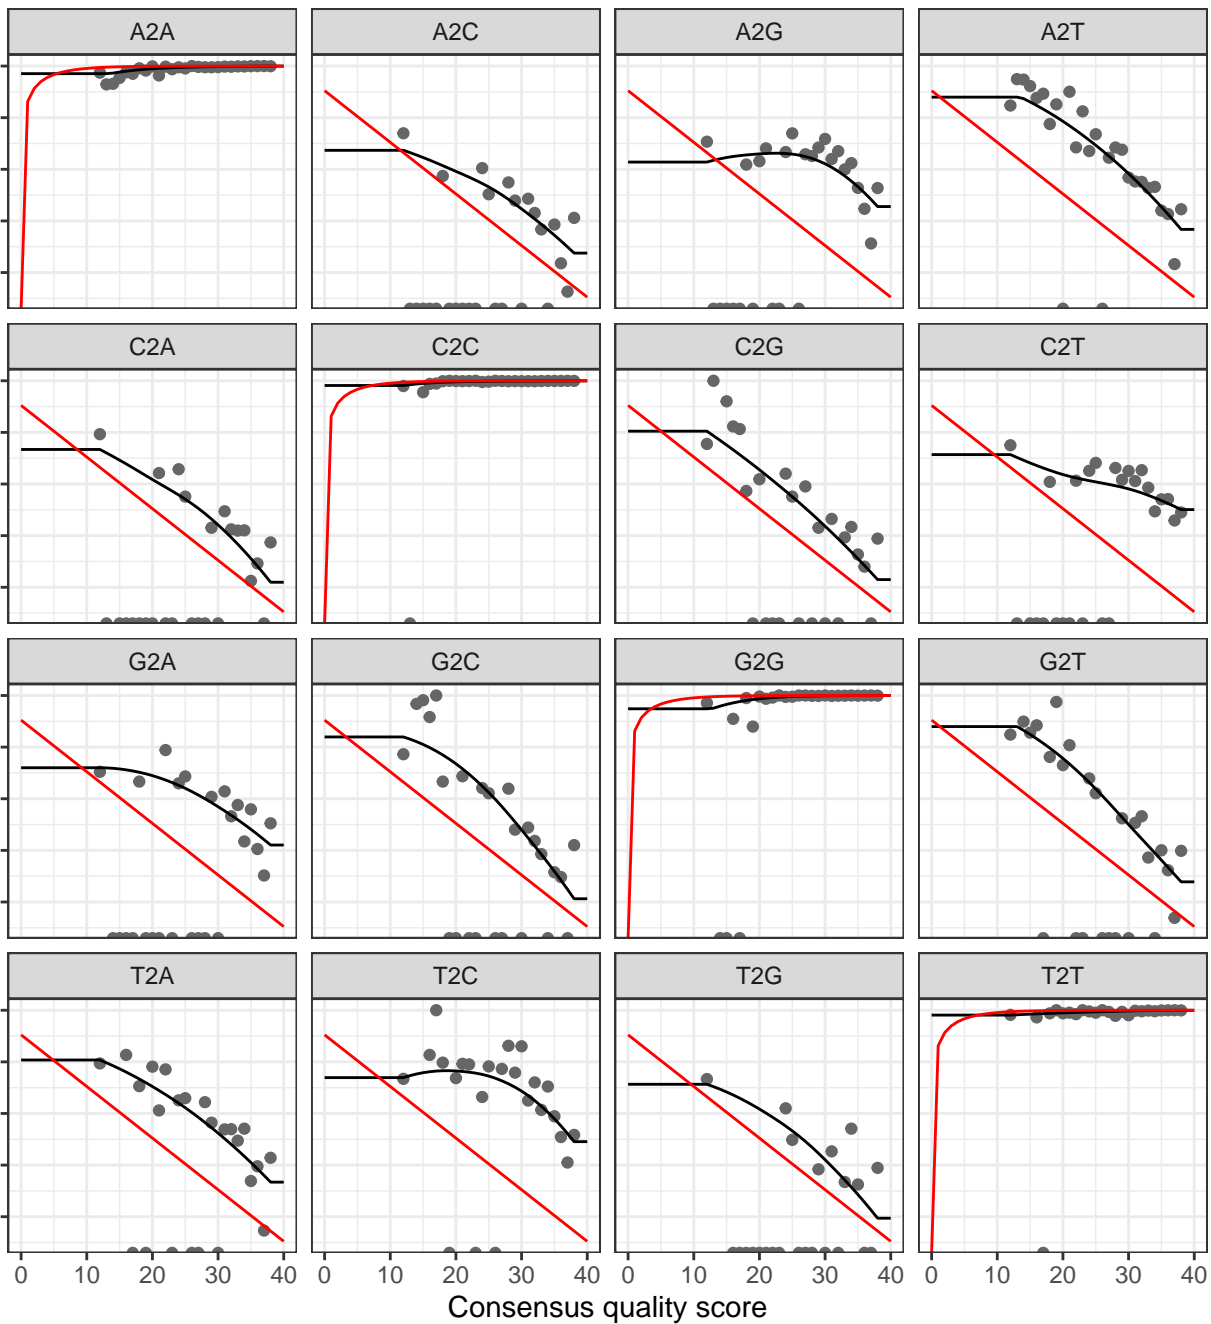 A2A A2C A2G A2T
C2A C2C C2G C2T
G2A G2C G2G G2T
T2A T2C T2G T2T
0 10 20 30 40 0 10 20 30 40 0 10 20 30 40 0 10 20 30 40
Consensus quality score